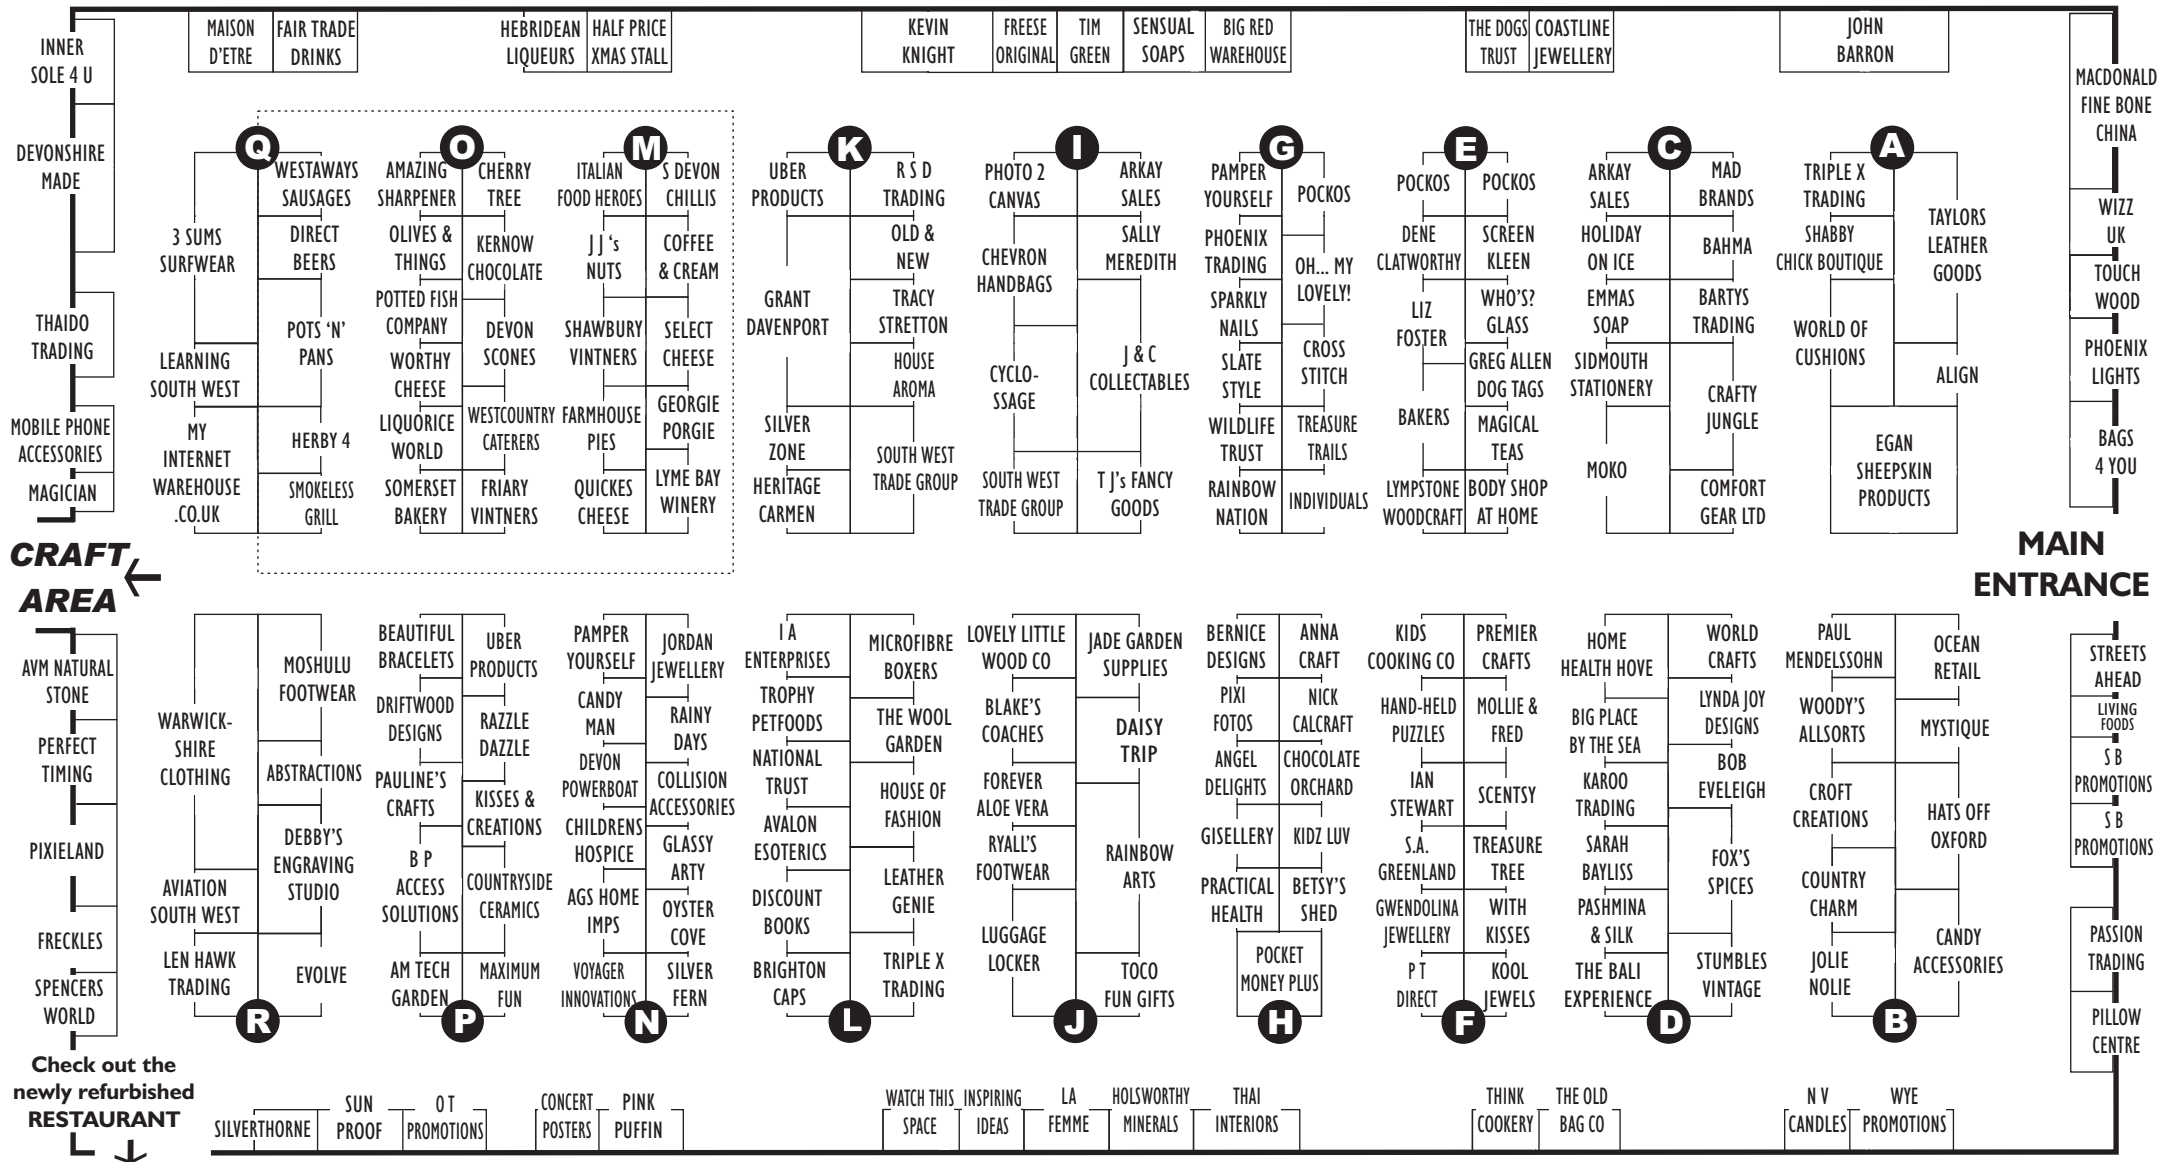 MAISON
D'ETRE
FAIR TRADE
DRINKS
HEBRIDEAN
LIQUEURS
HALF PRICE
XMAS STALL
KEVIN
KNIGHT
FREESE
ORIGINAL
TIM
GREEN
SENSUAL
SOAPS
BIG RED
WAREHOUSE
THE DOGS
TRUST
COASTLINE
JEWELLERY
JOHN
BARRON
INNER
SOLE 4 U
DEVONSHIRE
MADE
THAIDO
TRADING
MOBILE PHONE
ACCESSORIES
MAGICIAN
Q
3 SUMS
SURFWEAR
LEARNING
SOUTH WEST
MY
INTERNET
WAREHOUSE
.CO.UK
WESTAWAYS
SAUSAGES
DIRECT
BEERS
POTS 'N'
PANS
HERBY 4
SMOKELESS
GRILL
O
AMAZING
SHARPENER
OLIVES &
THINGS
POTTED FISH
COMPANY
WORTHY
CHEESE
LIQUORICE
WORLD
SOMERSET
BAKERY
CHERRY
TREE
KERNOW
CHOCOLATE
DEVON
SCONES
WESTCOUNTRY
CATERERS
FRIARY
VINTNERS
M
ITALIAN
FOOD HEROES
J J 's
NUTS
SHAWBURY
VINTNERS
FARMHOUSE
PIES
QUICKES
CHEESE
S DEVON
CHILLIS
COFFEE
& CREAM
SELECT
CHEESE
GEORGIE
PORGIE
LYME BAY
WINERY
K
UBER
PRODUCTS
GRANT
DAVENPORT
SILVER
ZONE
HERITAGE
CARMEN
R S D
TRADING
OLD &
NEW
TRACY
STRETTON
HOUSE
AROMA
SOUTH WEST
TRADE GROUP
I
PHOTO 2
CANVAS
CHEVRON
HANDBAGS
CYCLO-
SSAGE
SOUTH WEST
TRADE GROUP
ARKAY
SALES
SALLY
MEREDITH
J & C
COLLECTABLES
T J's FANCY
GOODS
G
PAMPER
YOURSELF
PHOENIX
TRADING
SPARKLY
NAILS
SLATE
STYLE
WILDLIFE
TRUST
RAINBOW
NATION
POCKOS
OH... MY
LOVELY!
CROSS
STITCH
TREASURE
TRAILS
INDIVIDUALS
E
POCKOS
DENE
CLATWORTHY
LIZ
FOSTER
BAKERS
LYMPSTONE
WOODCRAFT
POCKOS
SCREEN
KLEEN
WHO'S?
GLASS
GREG ALLEN
DOG TAGS
MAGICAL
TEAS
BODY SHOP
AT HOME
C
ARKAY
SALES
HOLIDAY
ON ICE
EMMAS
SOAP
SIDMOUTH
STATIONERY
MOKO
MAD
BRANDS
BAHMA
BARTYS
TRADING
CRAFTY
JUNGLE
COMFORT
GEAR LTD
A
TRIPLE X
TRADING
SHABBY
CHICK BOUTIQUE
WORLD OF
CUSHIONS
TAYLORS
LEATHER
GOODS
ALIGN
EGAN
SHEEPSKIN
PRODUCTS
MACDONALD
FINE BONE
CHINA
WIZZ
UK
TOUCH
WOOD
PHOENIX
LIGHTS
BAGS
4 YOU
CRAFT
AREA
MAIN
ENTRANCE
AVM NATURAL
STONE
PERFECT
TIMING
PIXIELAND
FRECKLES
SPENCERS
WORLD
WARWICK-
SHIRE
CLOTHING
AVIATION
SOUTH WEST
LEN HAWK
TRADING
MOSHULU
FOOTWEAR
ABSTRACTIONS
DEBBY'S
ENGRAVING
STUDIO
EVOLVE
R
BEAUTIFUL
BRACELETS
DRIFTWOOD
DESIGNS
PAULINE'S
CRAFTS
B P
ACCESS
SOLUTIONS
AM TECH
GARDEN
UBER
PRODUCTS
RAZZLE
DAZZLE
KISSES &
CREATIONS
COUNTRYSIDE
CERAMICS
MAXIMUM
FUN
P
PAMPER
YOURSELF
CANDY
MAN
DEVON
POWERBOAT
CHILDRENS
HOSPICE
AGS HOME
IMPS
VOYAGER
INNOVATIONS
JORDAN
JEWELLERY
RAINY
DAYS
COLLISION
ACCESSORIES
GLASSY
ARTY
OYSTER
COVE
SILVER
FERN
N
I A
ENTERPRISES
TROPHY
PETFOODS
NATIONAL
TRUST
AVALON
ESOTERICS
DISCOUNT
BOOKS
BRIGHTON
CAPS
MICROFIBRE
BOXERS
THE WOOL
GARDEN
HOUSE OF
FASHION
LEATHER
GENIE
TRIPLE X
TRADING
L
LOVELY LITTLE
WOOD CO
BLAKE'S
COACHES
FOREVER
ALOE VERA
RYALL'S
FOOTWEAR
LUGGAGE
LOCKER
JADE GARDEN
SUPPLIES
DAISY
TRIP
RAINBOW
ARTS
TOCO
FUN GIFTS
J
BERNICE
DESIGNS
PIXI
FOTOS
ANGEL
DELIGHTS
GISELLERY
PRACTICAL
HEALTH
ANNA
CRAFT
NICK
CALCRAFT
CHOCOLATE
ORCHARD
KIDZ LUV
BETSY'S
SHED
POCKET
MONEY PLUS
H
KIDS
COOKING CO
HAND-HELD
PUZZLES
IAN
STEWART
S.A.
GREENLAND
GWENDOLINA
JEWELLERY
P T
DIRECT
PREMIER
CRAFTS
MOLLIE &
FRED
SCENTSY
TREASURE
TREE
WITH
KISSES
KOOL
JEWELS
F
HOME
HEALTH HOVE
BIG PLACE
BY THE SEA
KAROO
TRADING
SARAH
BAYLISS
PASHMINA
& SILK
THE BALI
EXPERIENCE
WORLD
CRAFTS
LYNDA JOY
DESIGNS
BOB
EVELEIGH
FOX'S
SPICES
STUMBLES
VINTAGE
D
PAUL
MENDELSSOHN
WOODY'S
ALLSORTS
CROFT
CREATIONS
COUNTRY
CHARM
JOLIE
NOLIE
OCEAN
RETAIL
MYSTIQUE
HATS OFF
OXFORD
CANDY
ACCESSORIES
B
STREETS
AHEAD
LIVING
FOODS
S B
PROMOTIONS
S B
PROMOTIONS
PASSION
TRADING
PILLOW
CENTRE
Check out the
newly refurbished
RESTAURANT
SILVERTHORNE
SUN
PROOF
O T
PROMOTIONS
CONCERT
POSTERS
PINK
PUFFIN
WATCH THIS
SPACE
INSPIRING
IDEAS
LA
FEMME
HOLSWORTHY
MINERALS
THAI
INTERIORS
THINK
COOKERY
THE OLD
BAG CO
N V
CANDLES
WYE
PROMOTIONS